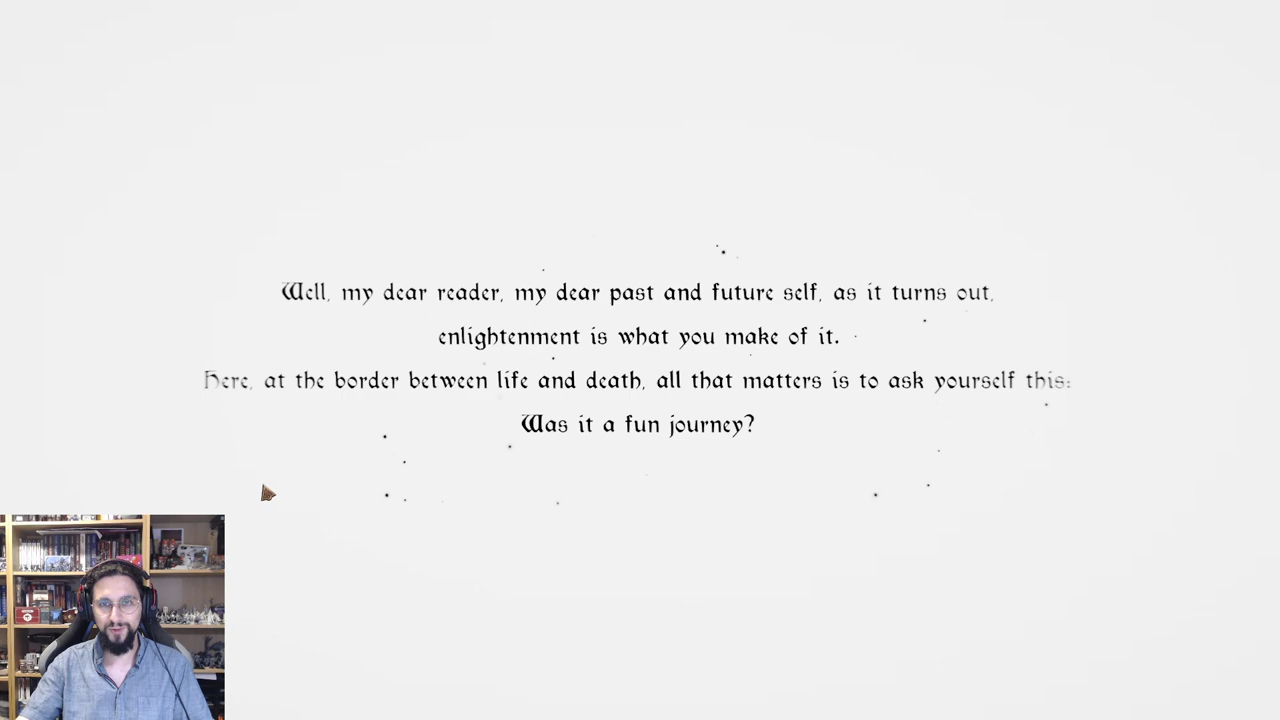 Well, my dear reader, my dear past and future self, as it turns out,
enlightenment is what you make of it.
Here, at the border between life and death, all that matters is to ask yourself this:
Was it a fun journey?